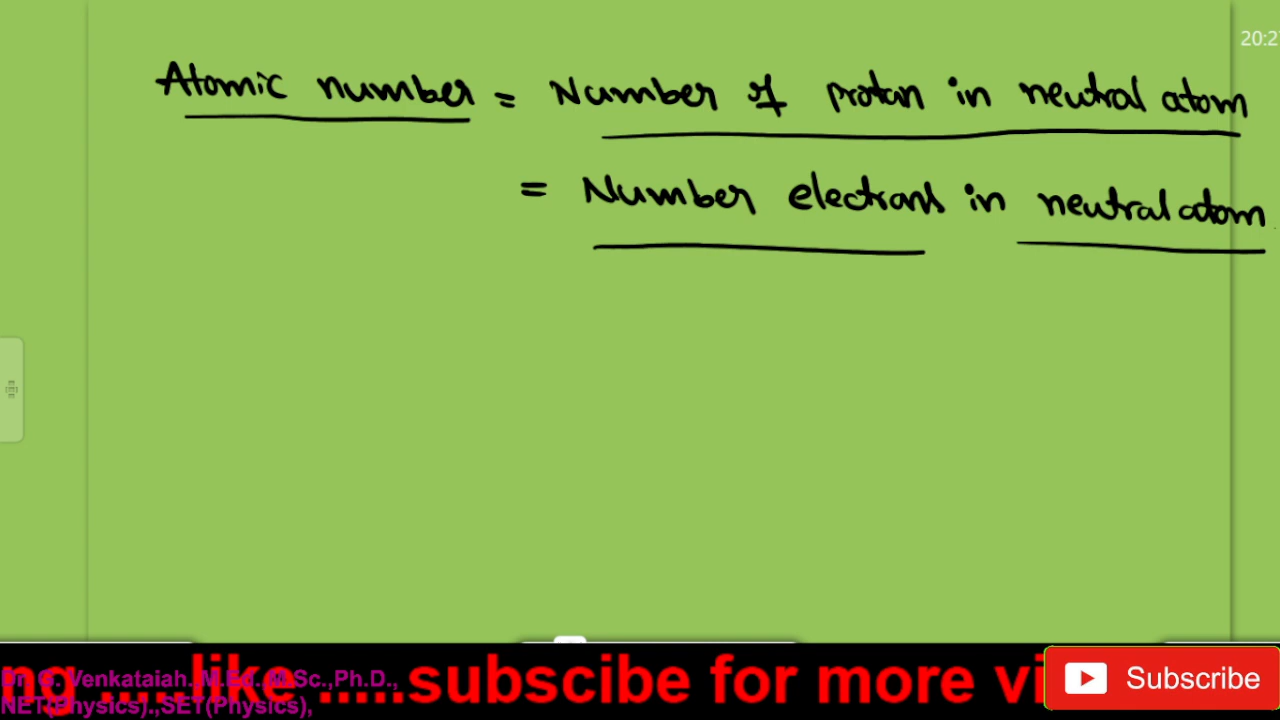 20:2
Atomic number = Number of proton in neutral atom
= Number electrons in neutral atom.
ng .....like......subscibe for more vi
Dr. G. Venkataiah.,M.Ed.,M.Sc.,Ph.D.,
NET(Physics).,SET(Physics),
Subscribe